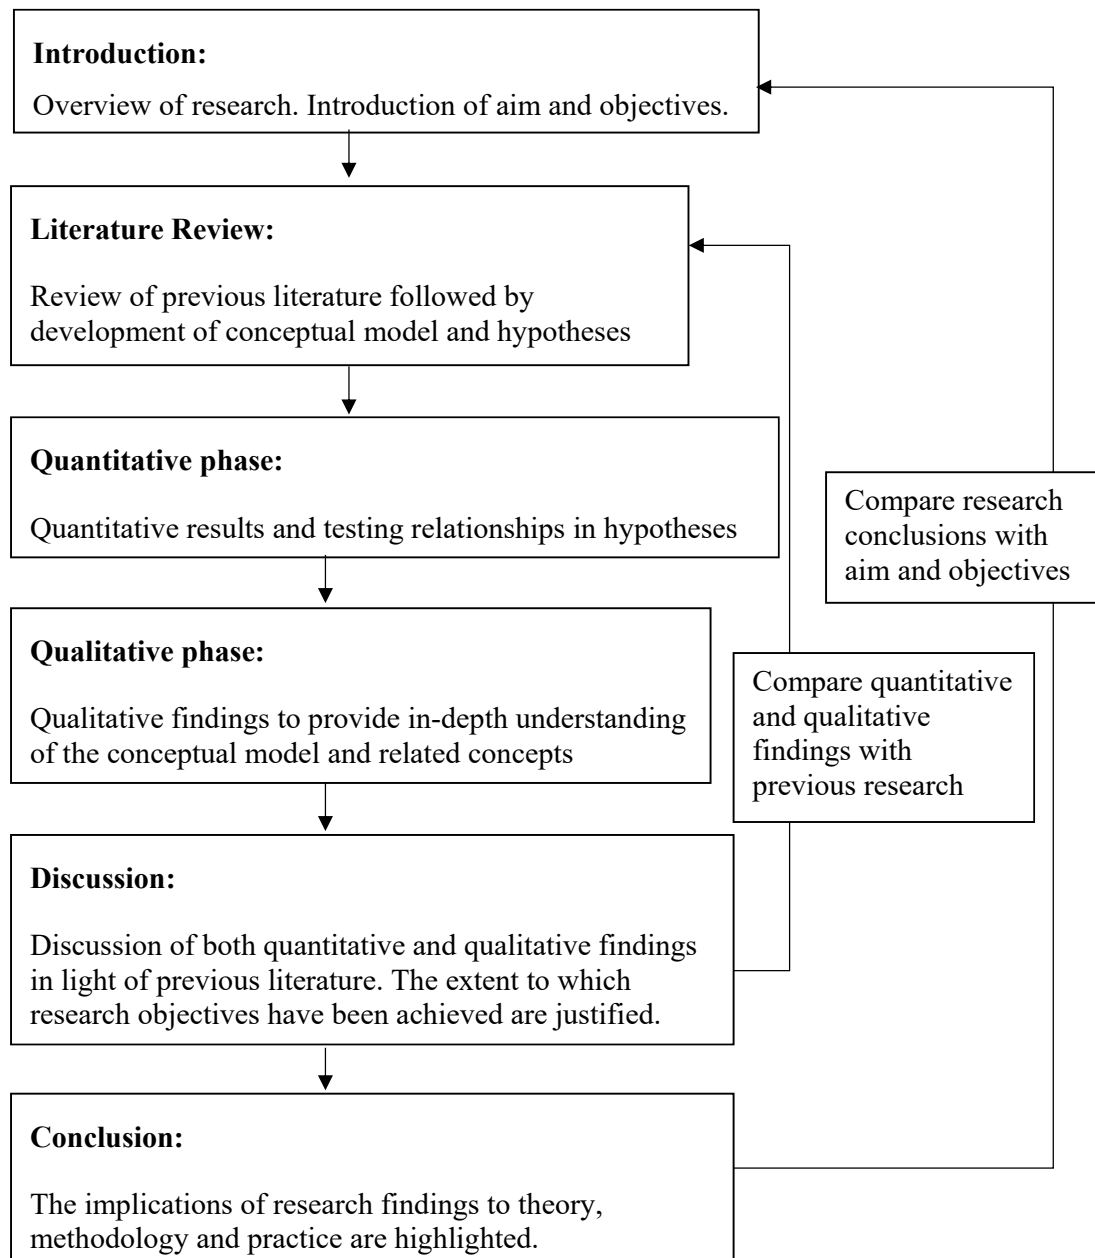 Introduction:
Overview of research. Introduction of aim and objectives.
Literature Review:
Review of previous literature followed by
development of conceptual model and hypotheses
Quantitative phase:
Quantitative results and testing relationships in hypotheses
Compare research
conclusions with
aim and objectives
Qualitative phase:
Qualitative findings to provide in-depth understanding
of the conceptual model and related concepts
Compare quantitative
and qualitative
findings with
previous research
Discussion:
Discussion of both quantitative and qualitative findings
in light of previous literature. The extent to which
research objectives have been achieved are justified.
Conclusion:
The implications of research findings to theory,
methodology and practice are highlighted.